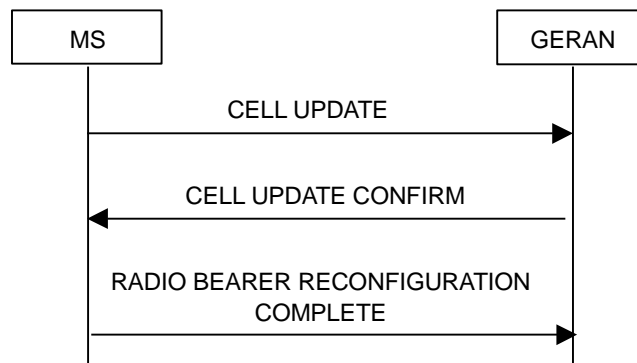 MS
GERAN
CELL UPDATE
CELL UPDATE CONFIRM
RADIO BEARER RECONFIGURATION
COMPLETE